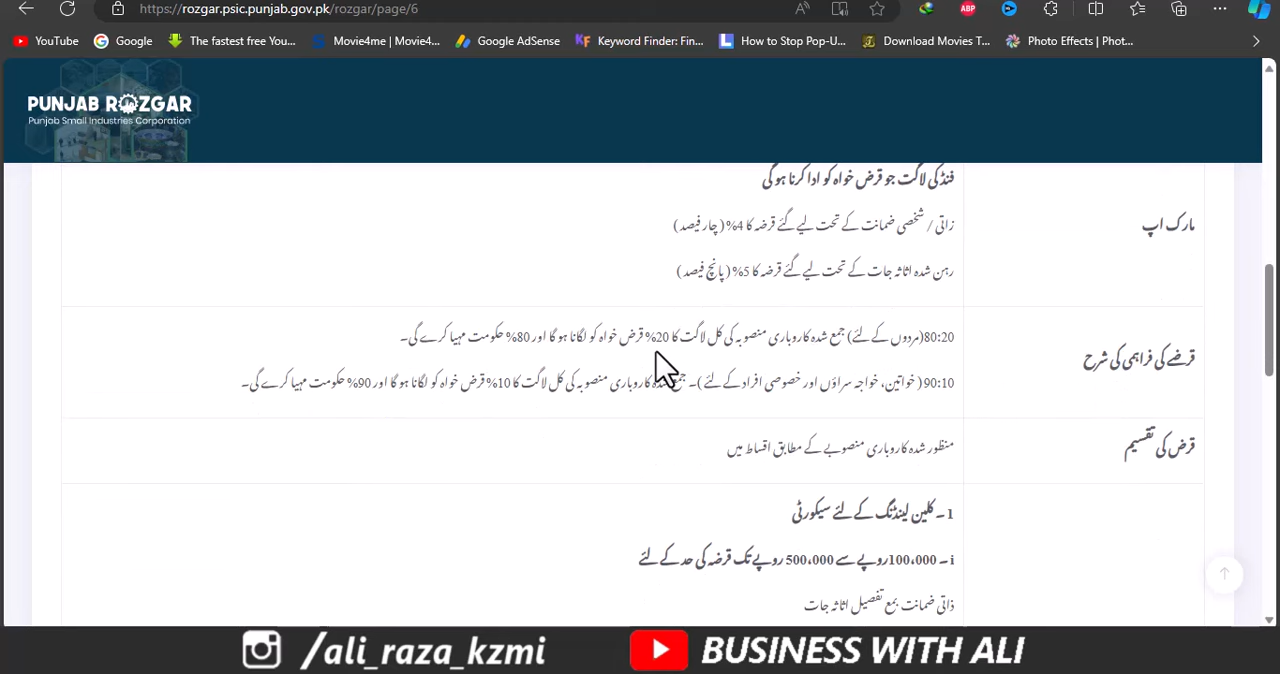 https://rozgar.psic.punjab.gov.pk/rozgar/page/6
ABP
YouTube
Google
The fastest free You...
Movie4me | Movie4...
Google AdSense
Keyword Finder: Fin...
How to Stop Pop-U...
Download Movies T...
Photo Effects | Phot...
PUNJAB ROZGAR
Punjab Small Industries Corporation
فنڈ کی لاگت جو قرض خواہ کو ادا کرنا ہو گی
مارک اپ
زاتی / شخصی ضمانت کے تحت لیے گئے قرضہ کا 4% (چار فیصد)
رہن شدہ اثاثہ جات کے تحت لیے گئے قرضہ کا 5% (پانچ فیصد)
قرضے کی فراہمی کی شرح
80:20(مردوں کے لئے) جمع شدہ کاروباری منصوبہ کی کل لاگت کا 20% قرض خواہ کو لگانا ہو گا اور 80% حکومت مہیا کرے گی۔
90:10 ( خواتین، خواجہ سراؤں اور خصوصی افراد کے لئے )۔ جمع شدہ کاروباری منصوبہ کی کل لاگت کا 10% قرض خواہ کو لگانا ہو گا اور 90% حکومت مہیا کرے گی۔
قرض کی تقسیم
منظور شدہ کاروباری منصوبے کے مطابق اقساط میں
1 ۔ کلین لینڈنگ کے لئے سیکورٹی
i ۔ 100،000روپے سے 500،000 روپے تک قرضہ کی حد کے لئے
ذاتی ضمانت بمع تفصیل اثاثہ جات
/ali_raza_kzmi
BUSINESS WITH ALI